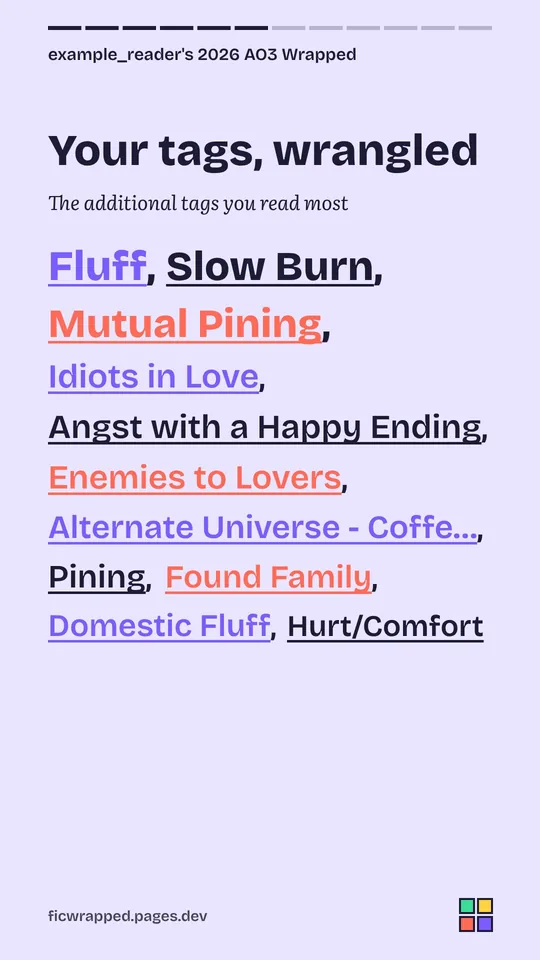 example_reader's 2026 AO3 Wrapped
Your tags, wrangled
The additional tags you read most
Fluff, Slow Burn,
Mutual Pining,
Idiots in Love,
Angst with a Happy Ending,
Enemies to Lovers,
Alternate Universe - Coffe...,
Pining, Found Family,
Domestic Fluff, Hurt/Comfort
ficwrapped.pages.dev